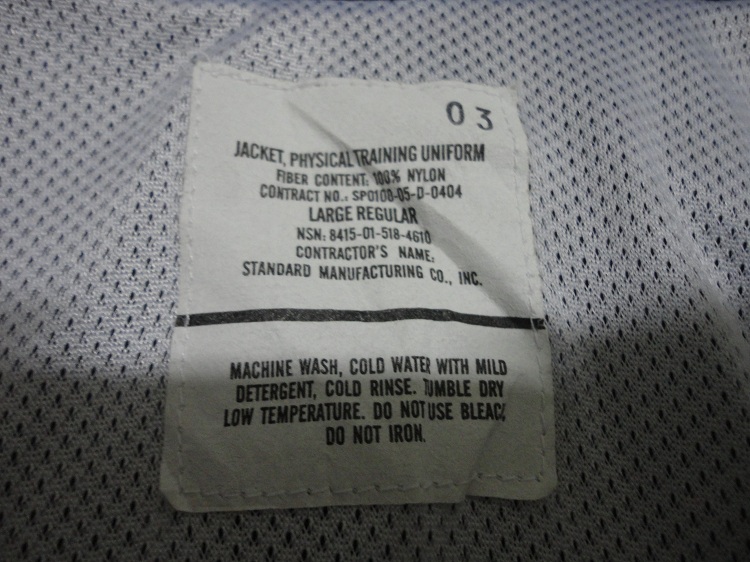 03
JACKET, PHYSICAL TRAINING UNIFORM
FIBER CONTENT: 100% NYLON
CONTRACT NO.: SP0100-05-D-0404
LARGE REGULAR
NSN: 8415-01-518-4610
CONTRACTOR'S NAME:
STANDARD MANUFACTURING CO., INC.
MACHINE WASH, COLD WATER WITH MILD
DETERGENT, COLD RINSE. TUMBLE DRY
LOW TEMPERATURE. DO NOT USE BLEACH
DO NOT IRON.